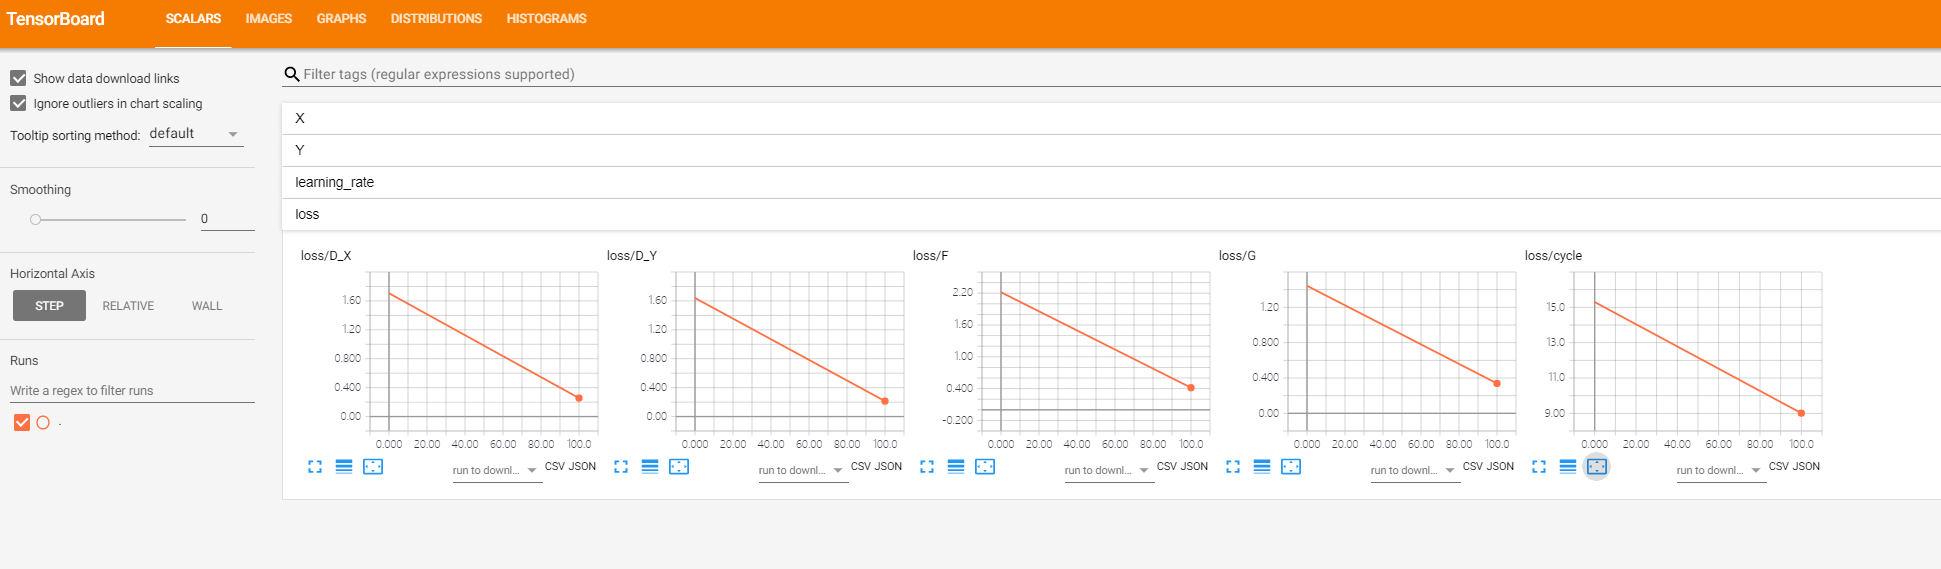 TensorBoard SCALARS IMAGES GRAPHS DISTRIBUTIONS HISTOGRAMS
Show data download links
Ignore outliers in chart scaling
Tooltip sorting method: default
Smoothing
0
Horizontal Axis
STEP RELATIVE WALL
Runs
Write a regex to filter runs
.
Filter tags (regular expressions supported)
X
Y
learning_rate
loss
loss/D_X
1.60
1.20
0.800
0.400
0.00
0.000 20.00 40.00 60.00 80.00 100.0
run to downl... CSV JSON
loss/D_Y
1.60
1.20
0.800
0.400
0.00
0.000 20.00 40.00 60.00 80.00 100.0
run to downl... CSV JSON
loss/F
2.20
1.60
1.00
0.400
-0.200
0.000 20.00 40.00 60.00 80.00 100.0
run to downl... CSV JSON
loss/G
1.20
0.800
0.400
0.00
0.000 20.00 40.00 60.00 80.00 100.0
run to downl... CSV JSON
loss/cycle
15.0
13.0
11.0
9.00
0.000 20.00 40.00 60.00 80.00 100.0
run to downl... CSV JSON